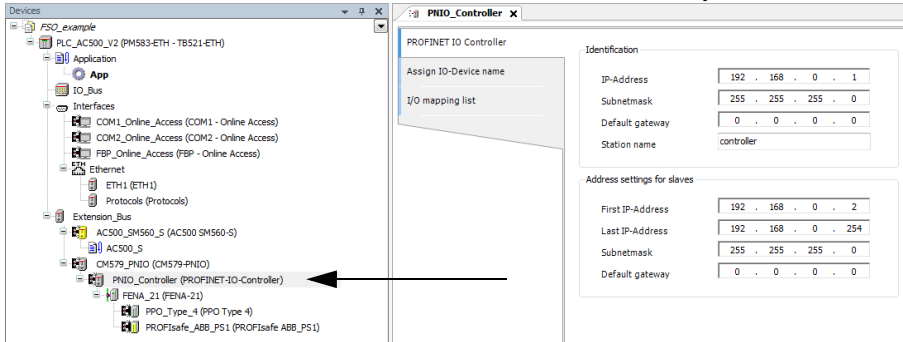 Devices
FSO_example
PLC_AC500_V2 (PM583-ETH - TB521-ETH)
Application
App
IO_Bus
Interfaces
COM1_Online_Access (COM1 - Online Access)
COM2_Online_Access (COM2 - Online Access)
FBP_Online_Access (FBP - Online Access)
ETH Ethernet
ETH1 (ETH1)
Protocols (Protocols)
Extension_Bus
AC500_SM560_S (AC500 SM560-S)
AC500_S
CM579_PNIO (CM579-PNIO)
PNIO_Controller (PROFINET-IO-Controller)
FENA_21 (FENA-21)
PPO_Type_4 (PPO Type 4)
PROFIsafe_ABB_PS1 (PROFIsafe ABB_PS1)
PNIO_Controller
PROFINET IO Controller
Assign IO-Device name
I/O mapping list
Identification
IP-Address 192 . 168 . 0 . 1
Subnetmask 255 . 255 . 255 . 0
Default gateway 0 . 0 . 0 . 0
Station name controller
Address settings for slaves
First IP-Address 192 . 168 . 0 . 2
Last IP-Address 192 . 168 . 0 . 254
Subnetmask 255 . 255 . 255 . 0
Default gateway 0 . 0 . 0 . 0